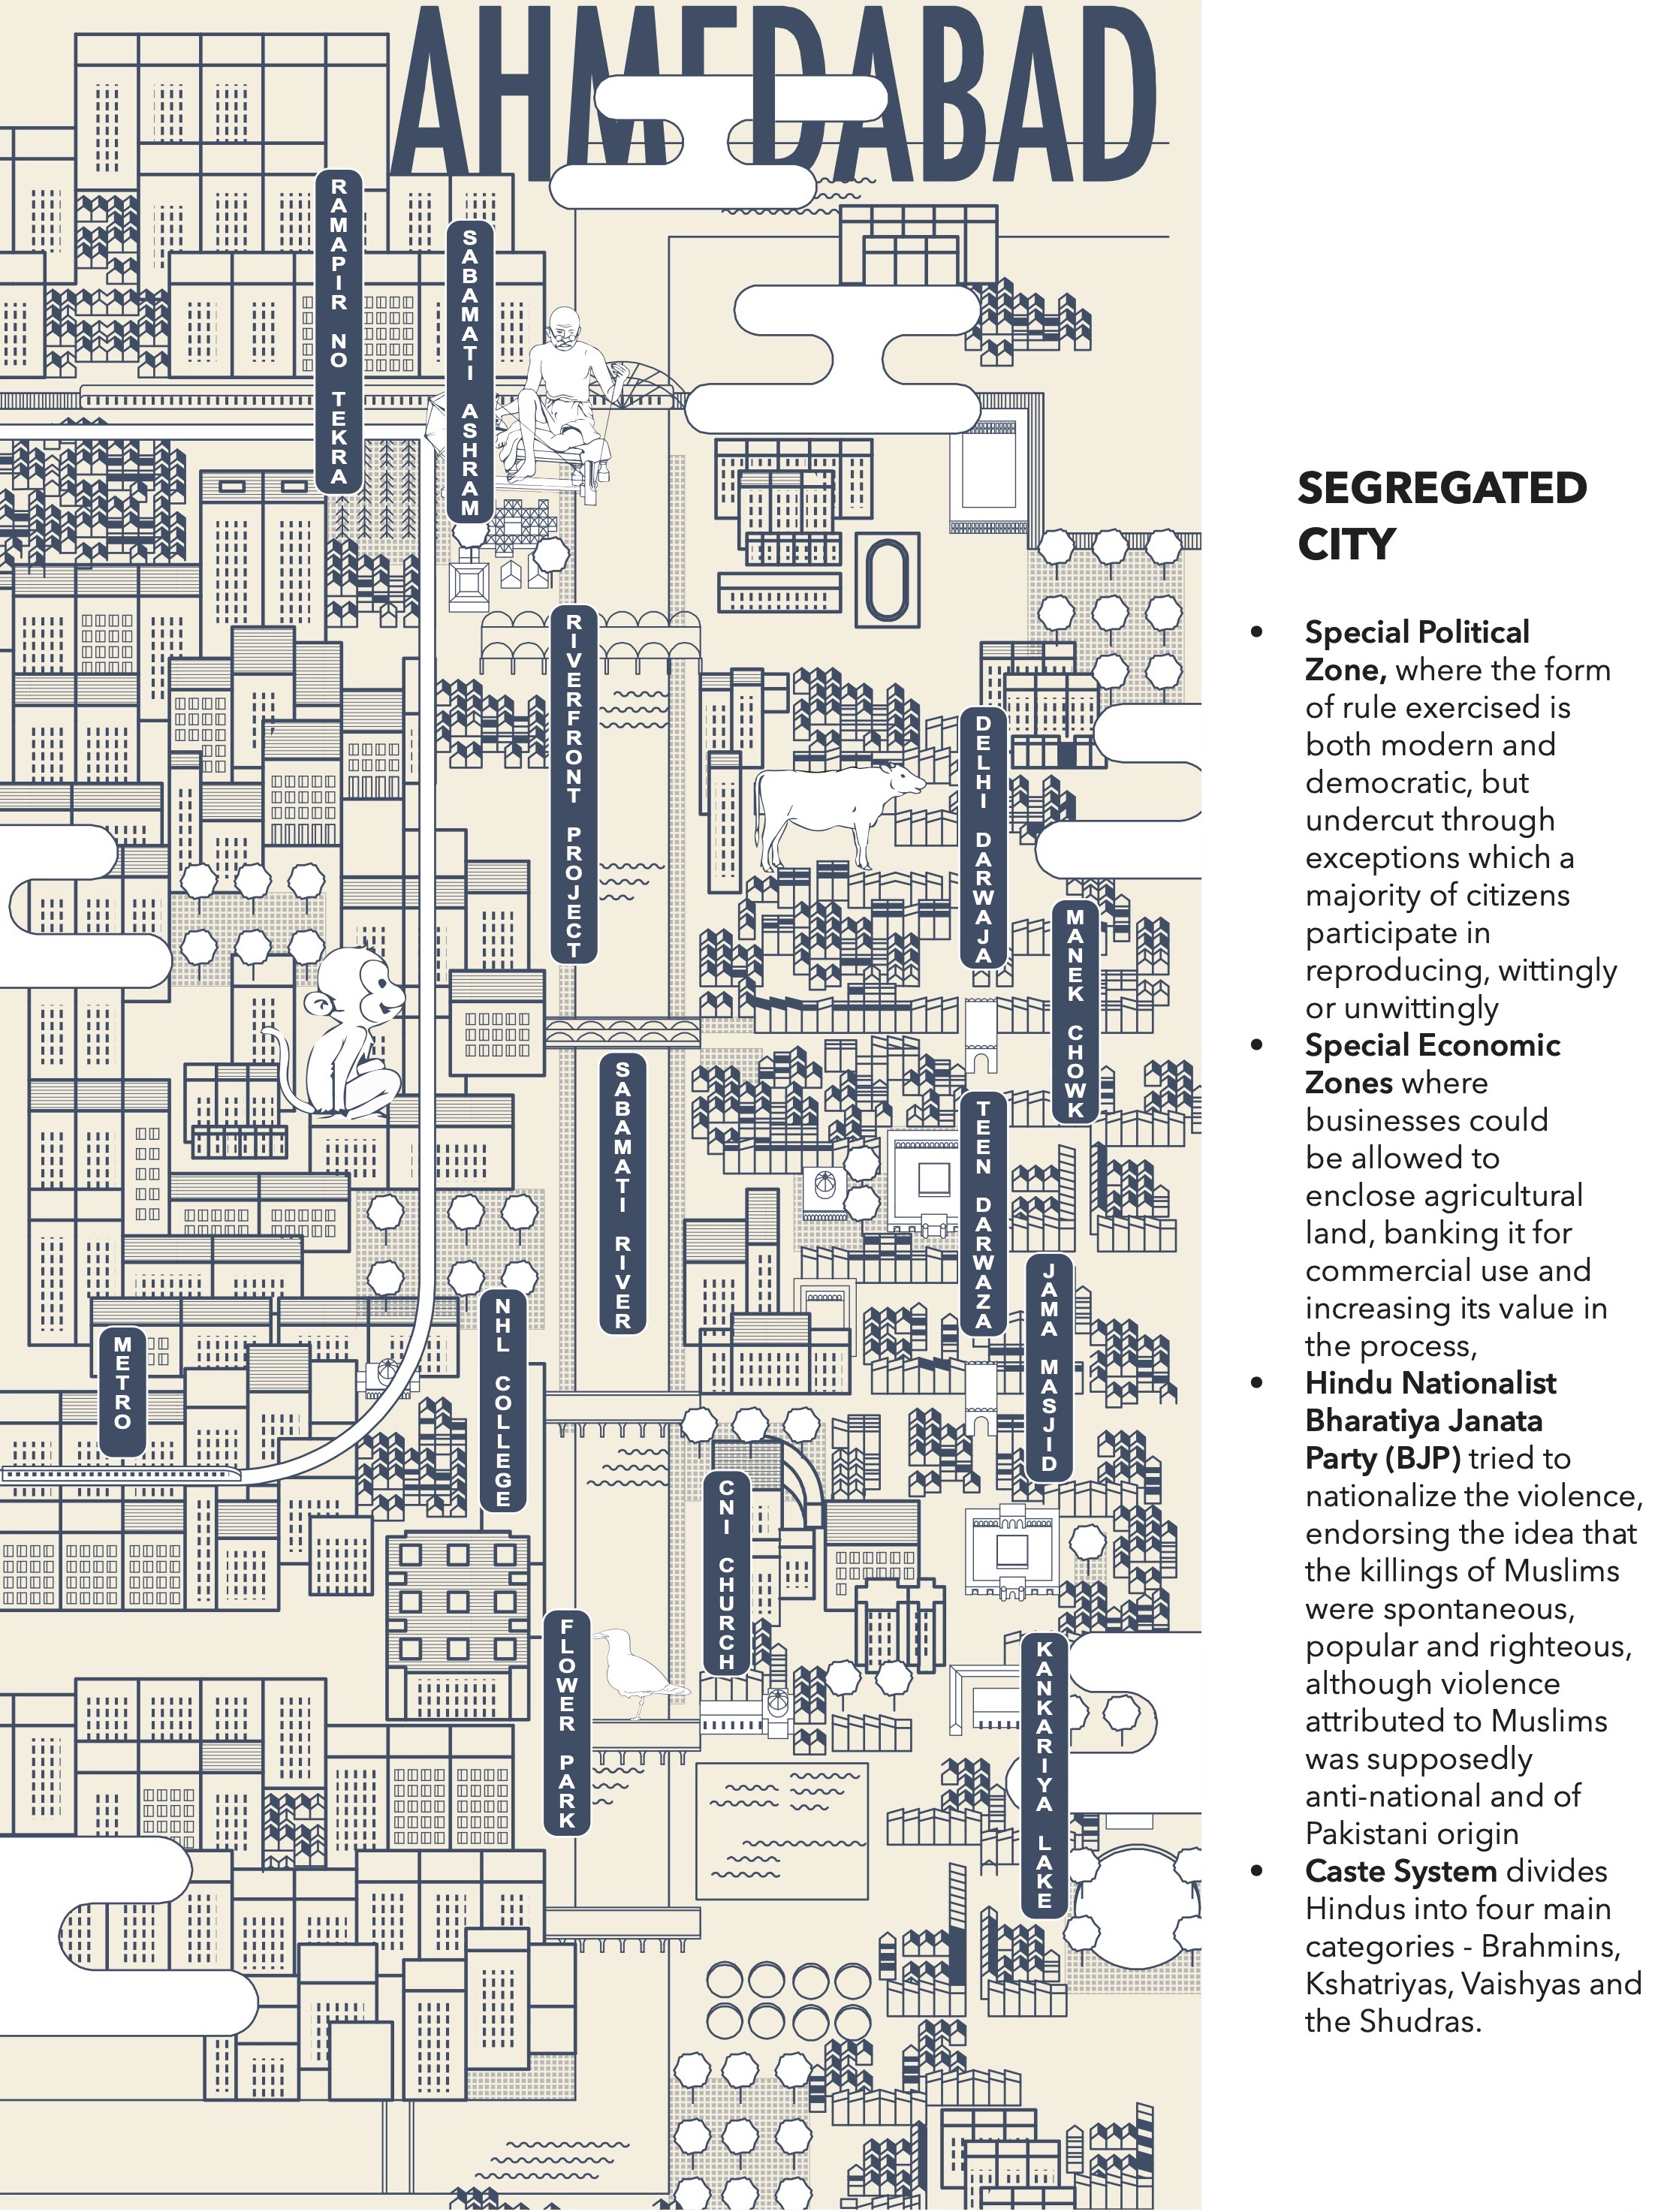 AHMEDABAD
RAMAPIR NO TEKRA
SABAMATI ASHRAM
RIVERFRONT PROJECT
DELHI DARWAJA
MANEK CHOWK
SABAMATI RIVER
TEEN DARWAZA
JAMA MASJID
NHL COLLEGE
METRO
CNI CHURCH
FLOWER PARK
KANKARIYA LAKE
SEGREGATED
CITY
• Special Political
Zone, where the form
of rule exercised is
both modern and
democratic, but
undercut through
exceptions which a
majority of citizens
participate in
reproducing, wittingly
or unwittingly
• Special Economic
Zones where
businesses could
be allowed to
enclose agricultural
land, banking it for
commercial use and
increasing its value in
the process,
• Hindu Nationalist
Bharatiya Janata
Party (BJP) tried to
nationalize the violence,
endorsing the idea that
the killings of Muslims
were spontaneous,
popular and righteous,
although violence
attributed to Muslims
was supposedly
anti-national and of
Pakistani origin
• Caste System divides
Hindus into four main
categories - Brahmins,
Kshatriyas, Vaishyas and
the Shudras.